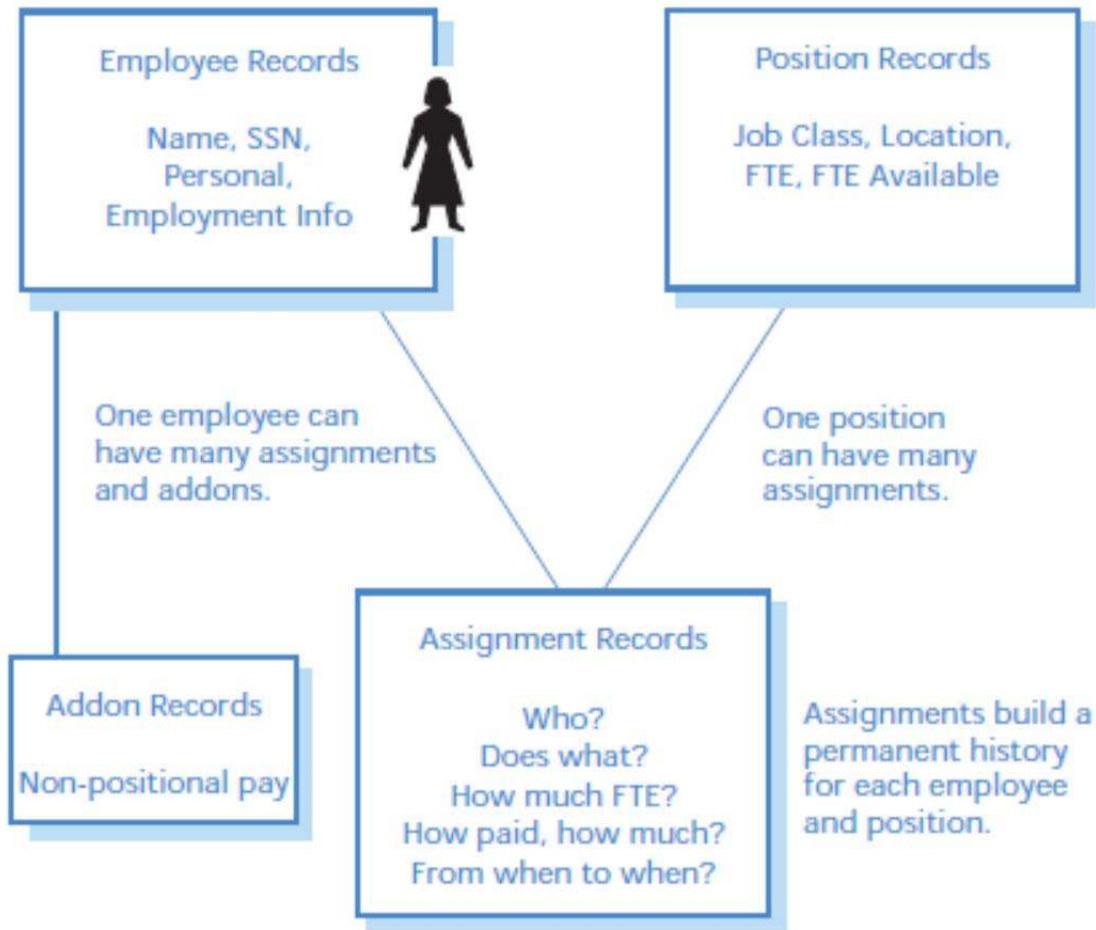 Employee Records
Name, SSN,
Personal,
Employment Info
Position Records
Job Class, Location,
FTE, FTE Available
One employee can
have many assignments
and addons.
One position
can have many
assignments.
Addon Records
Non-positional pay
Assignment Records
Who?
Does what?
How much FTE?
How paid, how much?
From when to when?
Assignments build a
permanent history
for each employee
and position.